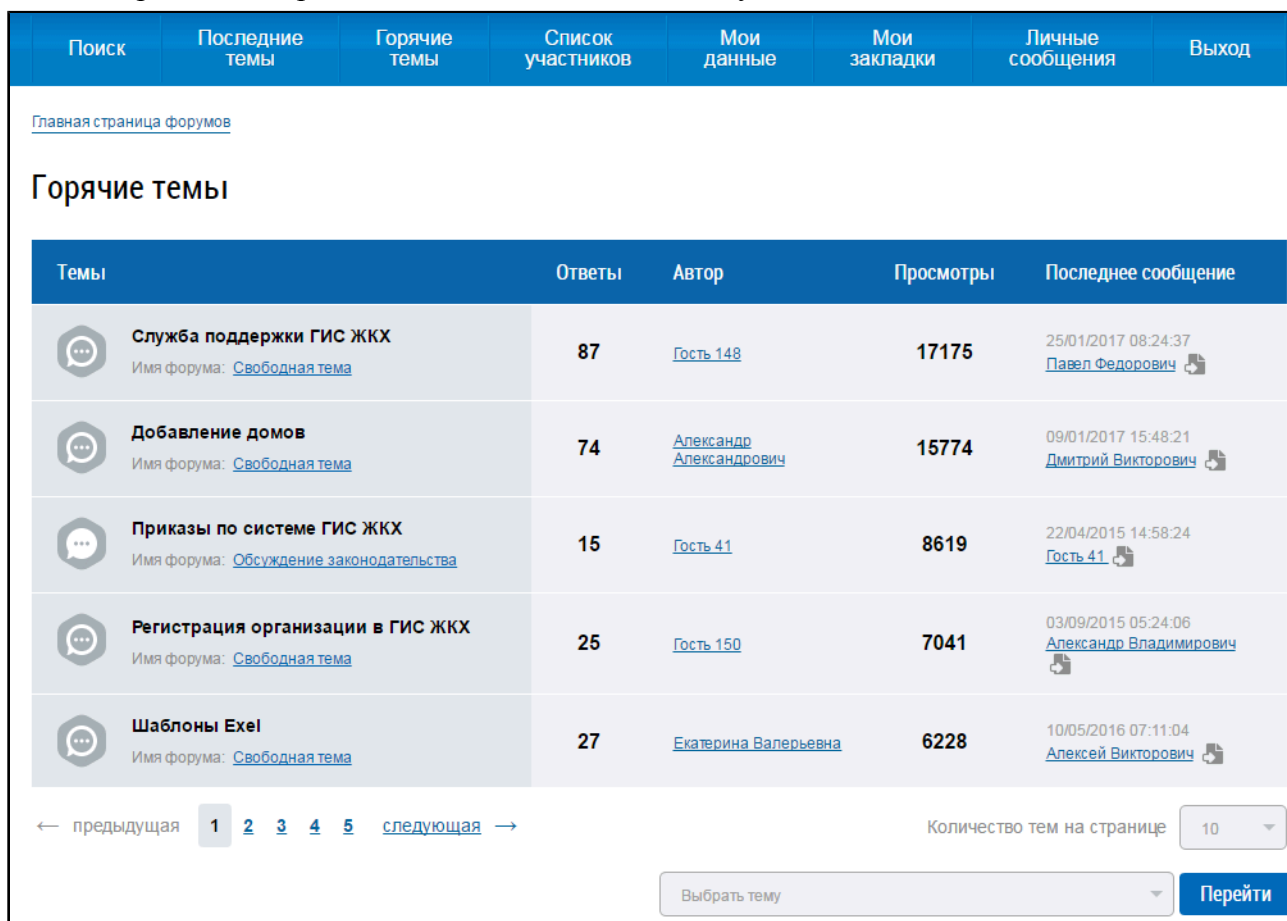 Поиск
Последние темы
Горячие темы
Список участников
Мои данные
Мои закладки
Личные сообщения
Выход
Главная страница форумов
Горячие темы
Темы Ответы Автор Просмотры Последнее сообщение
Служба поддержки ГИС ЖКХ
Имя форума: Свободная тема
87
Гость 148
17175
25/01/2017 08:24:37
Павел Федорович
Добавление домов
Имя форума: Свободная тема
74
Александр
Александрович
15774
09/01/2017 15:48:21
Дмитрий Викторович
Приказы по системе ГИС ЖКХ
Имя форума: Обсуждение законодательства
15
Гость 41
8619
22/04/2015 14:58:24
Гость 41
Регистрация организации в ГИС ЖКХ
Имя форума: Свободная тема
25
Гость 150
7041
03/09/2015 05:24:06
Александр Владимирович
Шаблоны Exel
Имя форума: Свободная тема
27
Екатерина Валерьевна
6228
10/05/2016 07:11:04
Алексей Викторович
← предыдущая 1 2 3 4 5 следующая →
Количество тем на странице 10
Выбрать тему
Перейти